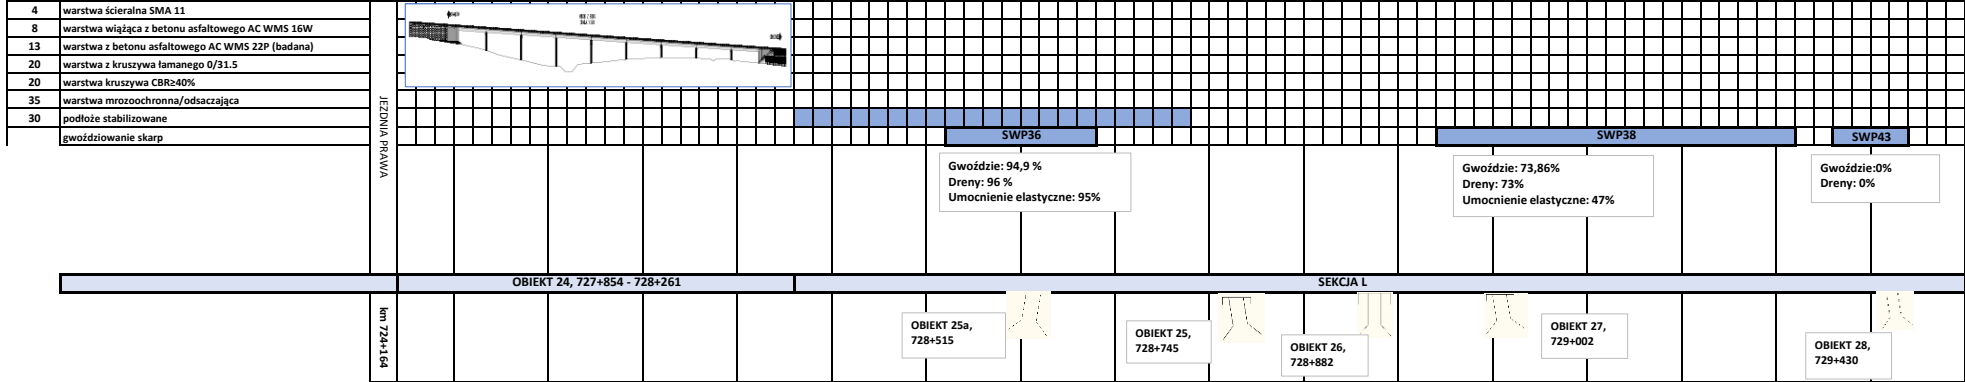 4 warstwa ścieralna SMA 11
8 warstwa wiążąca z betonu asfaltowego AC WMS 16W
13 warstwa z betonu asfaltowego AC WMS 22P (badana)
20 warstwa z kruszywa łamanego 0/31.5
20 warstwa kruszywa CBR≥40%
35 warstwa mrozoochronna/odsaczająca
30 podłoże stabilizowane
gwoździowanie skarp
JEZDNIA PRAWA
SWP36
SWP38
SWP43
Gwoździe: 94,9 %
Dreny: 96 %
Umocnienie elastyczne: 95%
Gwoździe: 73,86%
Dreny: 73%
Umocnienie elastyczne: 47%
Gwoździe:0%
Dreny: 0%
OBIEKT 24, 727+854 - 728+261
SEKCJA L
km 724+164
OBIEKT 25a,
728+515
OBIEKT 25,
728+745
OBIEKT 26,
728+882
OBIEKT 27,
729+002
OBIEKT 28,
729+430